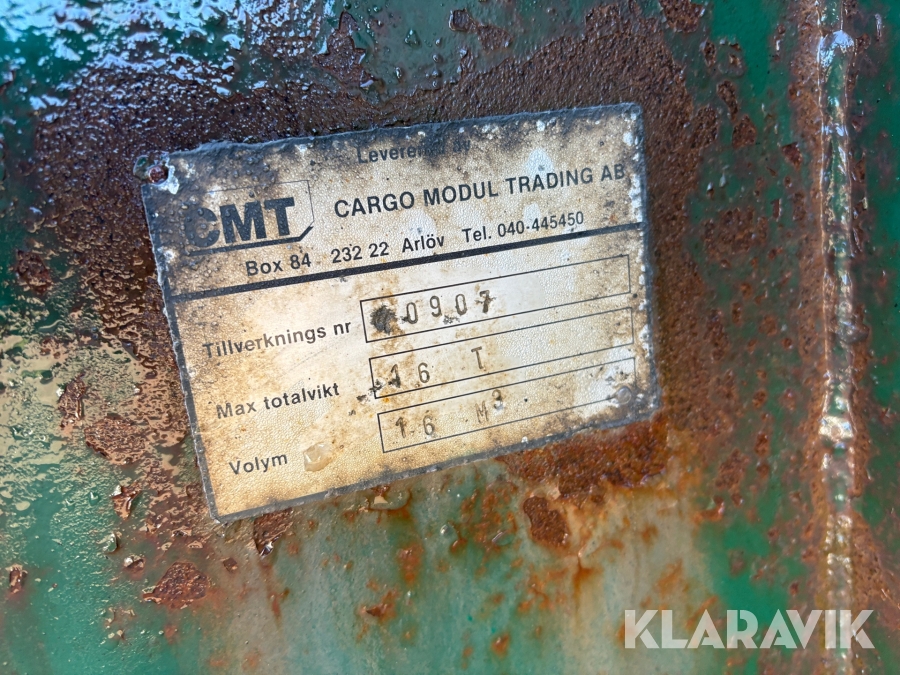 Levererad av
CMT
CARGO MODUL TRADING AB
Box 84 232 22 Arlöv Tel. 040-445450
Tillverknings nr 0907
Max totalvikt 16 T
Volym 16 M³
KLARAVIK